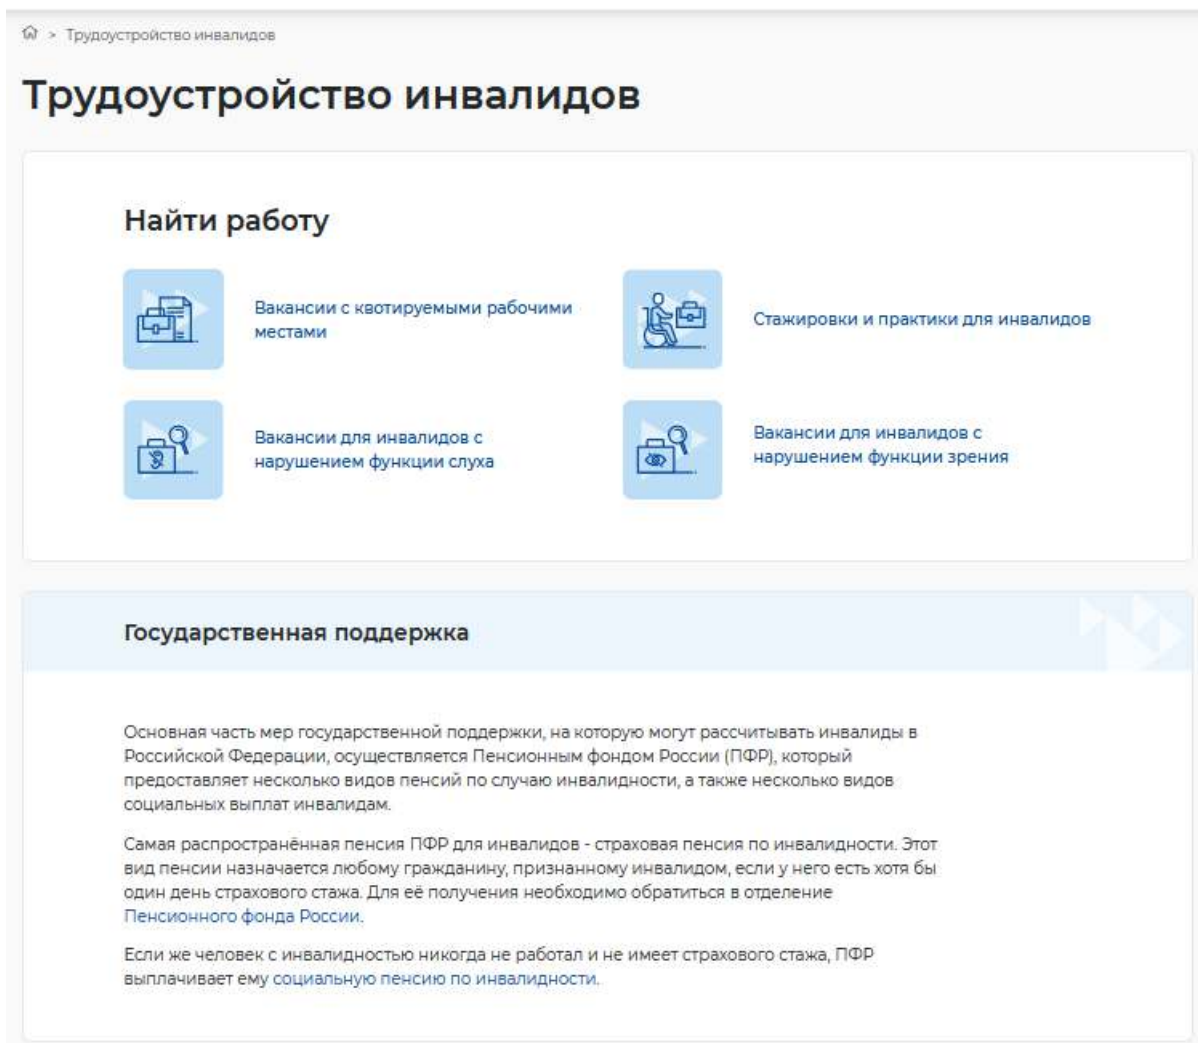 > Трудоустройство инвалидов
Трудоустройство инвалидов
Найти работу
Вакансии с квотируемыми рабочими
местами
Стажировки и практики для инвалидов
Вакансии для инвалидов с
нарушением функции слуха
Вакансии для инвалидов с
нарушением функции зрения
Государственная поддержка
Основная часть мер государственной поддержки, на которую могут рассчитывать инвалиды в
Российской Федерации, осуществляется Пенсионным фондом России (ПФР), который
предоставляет несколько видов пенсий по случаю инвалидности, а также несколько видов
социальных выплат инвалидам.
Самая распространённая пенсия ПФР для инвалидов - страховая пенсия по инвалидности. Этот
вид пенсии назначается любому гражданину, признанному инвалидом, если у него есть хотя бы
один день страхового стажа. Для её получения необходимо обратиться в отделение
Пенсионного фонда России.
Если же человек с инвалидностью никогда не работал и не имеет страхового стажа, ПФР
выплачивает ему социальную пенсию по инвалидности.